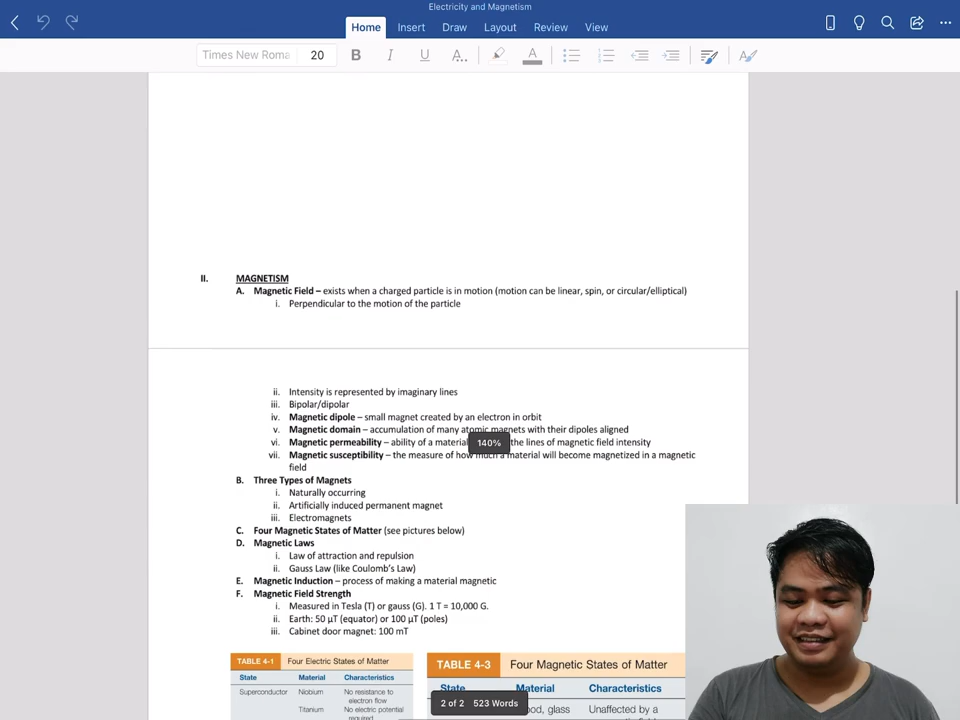 Electricity and Magnetism
Home Insert Draw Layout Review View
Times New Roma 20 B I U A A
II. MAGNETISM
A. Magnetic Field – exists when a charged particle is in motion (motion can be linear, spin, or circular/elliptical)
i. Perpendicular to the motion of the particle
ii. Intensity is represented by imaginary lines
iii. Bipolar/dipolar
iv. Magnetic dipole – small magnet created by an electron in orbit
v. Magnetic domain – accumulation of many atomic magnets with their dipoles aligned
vi. Magnetic permeability – ability of a material the lines of magnetic field intensity
140%
vii. Magnetic susceptibility – the measure of how much a material will become magnetized in a magnetic
field
B. Three Types of Magnets
i. Naturally occurring
ii. Artificially induced permanent magnet
iii. Electromagnets
C. Four Magnetic States of Matter (see pictures below)
D. Magnetic Laws
i. Law of attraction and repulsion
ii. Gauss Law (like Coulomb's Law)
E. Magnetic Induction – process of making a material magnetic
F. Magnetic Field Strength
i. Measured in Tesla (T) or gauss (G). 1 T = 10,000 G.
ii. Earth: 50 µT (equator) or 100 µT (poles)
iii. Cabinet door magnet: 100 mT
TABLE 4-1 Four Electric States of Matter
State Material Characteristics
Superconductor Niobium No resistance to
electron flow
Titanium No electric potential
required
TABLE 4-3 Four Magnetic States of Matter
State Material Characteristics
glass Unaffected by a
2 of 2 523 Words